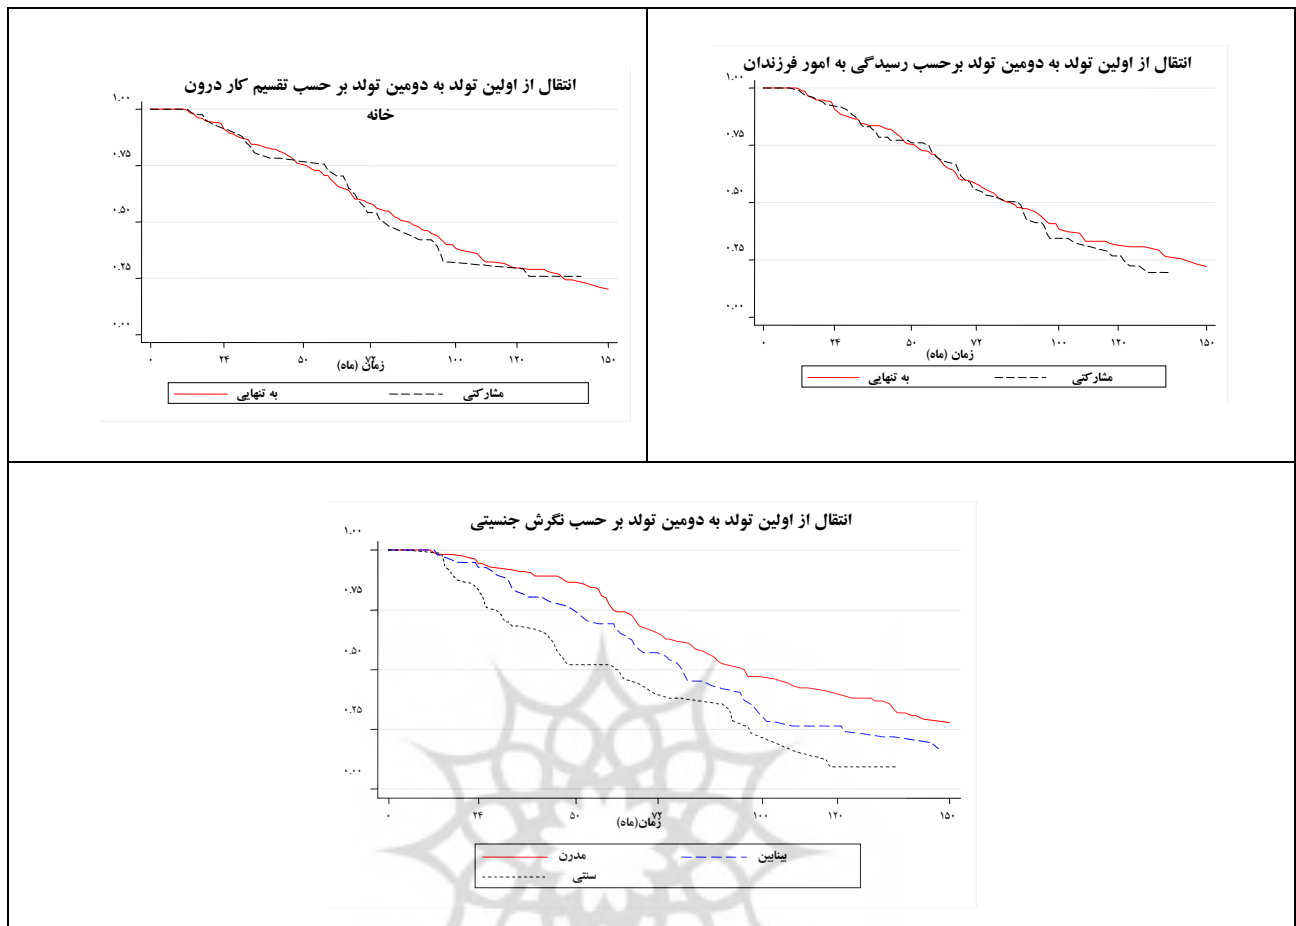 انتقال از اولین تولد به دومین تولد برحسب رسیدگی به امور فرزندان
۱.۰۰
۰.۷۵
۰.۵۰
۰.۲۵
۰.۰۰
۰ ۲۴ ۵۰ ۷۲ ۱۰۰ ۱۲۰ ۱۵۰
زمان (ماه)
به تنهایی مشارکتی
انتقال از اولین تولد به دومین تولد بر حسب تقسیم کار درون
خانه
۱.۰۰
۰.۷۵
۰.۵۰
۰.۲۵
۰.۰۰
۰ ۲۴ ۵۰ ۷۲ ۱۰۰ ۱۲۰ ۱۵۰
زمان (ماه)
به تنهایی مشارکتی
انتقال از اولین تولد به دومین تولد بر حسب نگرش جنسیتی
۱.۰۰
۰.۷۵
۰.۵۰
۰.۲۵
۰.۰۰
۰ ۲۴ ۵۰ ۷۲ ۱۰۰ ۱۲۰ ۱۵۰
زمان(ماه)
مدرن بینابین
سنتی